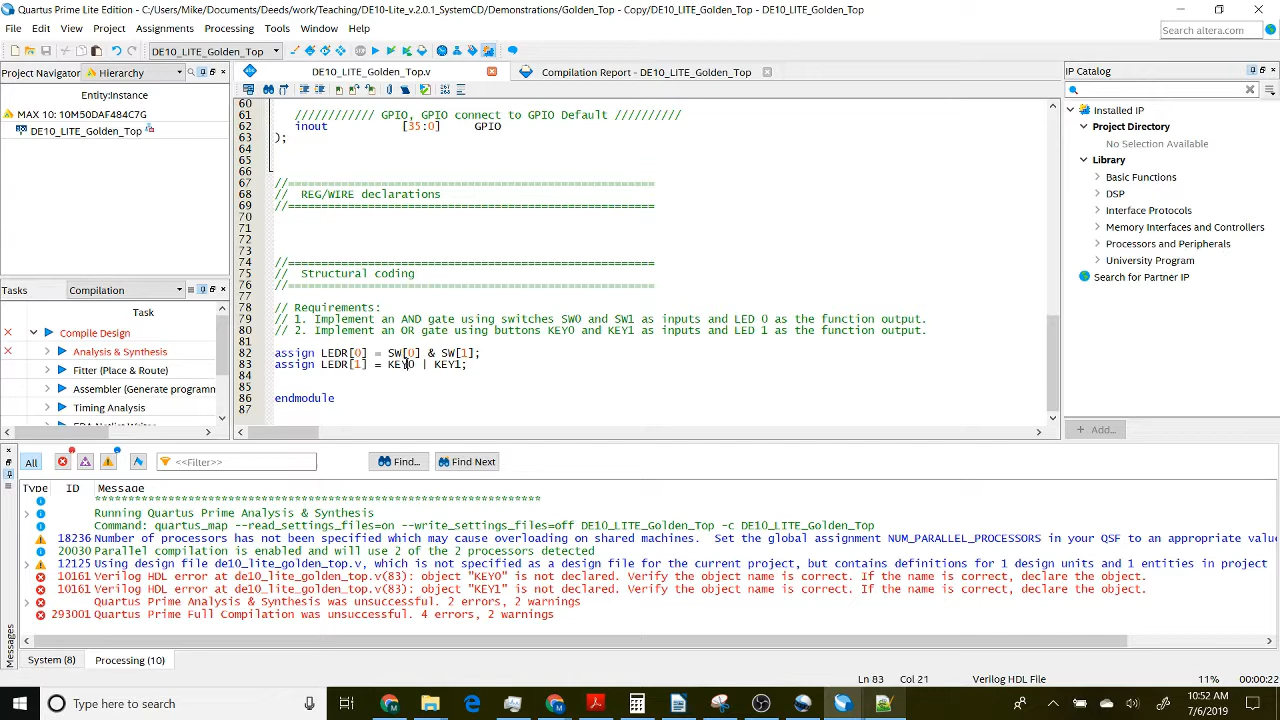 Quartus Prime Lite Edition - C:/Users/Mike/Documents/Deeds/work/Teaching/DE10-Lite_v.2.0.1_SystemCD/Demonstrations/Golden_Top - Copy/DE10_LITE_Golden_Top - DE10_LITE_Golden_Top
File Edit View Project Assignments Processing Tools Window Help
Search altera.com
DE10_LITE_Golden_Top
Project Navigator Hierarchy
DE10_LITE_Golden_Top.v
Compilation Report - DE10_LITE_Golden_Top
IP Catalog
Entity:Instance
MAX 10: 10M50DAF484C7G
DE10_LITE_Golden_Top
Tasks Compilation
Task
Compile Design
Analysis & Synthesis
Fitter (Place & Route)
Assembler (Generate programm
Timing Analysis
EDA Netlist Writer
60
61 //////////// GPIO, GPIO connect to GPIO Default //////////
62 inout [35:0] GPIO
63 );
64
65
66
67 //=======================================================
68 // REG/WIRE declarations
69 //=======================================================
70
71
72
73
74 //=======================================================
75 // Structural coding
76 //=======================================================
77
78 // Requirements:
79 // 1. Implement an AND gate using switches SW0 and SW1 as inputs and LED 0 as the function output.
80 // 2. Implement an OR gate using buttons KEY0 and KEY1 as inputs and LED 1 as the function output.
81
82 assign LEDR[0] = SW[0] & SW[1];
83 assign LEDR[1] = KEY0 | KEY1;
84
85
86 endmodule
87
Installed IP
Project Directory
No Selection Available
Library
Basic Functions
DSP
Interface Protocols
Memory Interfaces and Controllers
Processors and Peripherals
University Program
Search for Partner IP
+ Add...
All <<Filter>> Find... Find Next
Type ID Message
*******************************************************************
Running Quartus Prime Analysis & Synthesis
Command: quartus_map --read_settings_files=on --write_settings_files=off DE10_LITE_Golden_Top -c DE10_LITE_Golden_Top
18236 Number of processors has not been specified which may cause overloading on shared machines. Set the global assignment NUM_PARALLEL_PROCESSORS in your QSF to an appropriate value
20030 Parallel compilation is enabled and will use 2 of the 2 processors detected
12125 Using design file de10_lite_golden_top.v, which is not specified as a design file for the current project, but contains definitions for 1 design units and 1 entities in project
10161 Verilog HDL error at de10_lite_golden_top.v(83): object "KEY0" is not declared. Verify the object name is correct. If the name is correct, declare the object.
10161 Verilog HDL error at de10_lite_golden_top.v(83): object "KEY1" is not declared. Verify the object name is correct. If the name is correct, declare the object.
Quartus Prime Analysis & Synthesis was unsuccessful. 2 errors, 2 warnings
293001 Quartus Prime Full Compilation was unsuccessful. 4 errors, 2 warnings
Messages
System (8) Processing (10)
Ln 83 Col 21 Verilog HDL File 11% 00:00:22
Type here to search
10:52 AM
7/6/2019